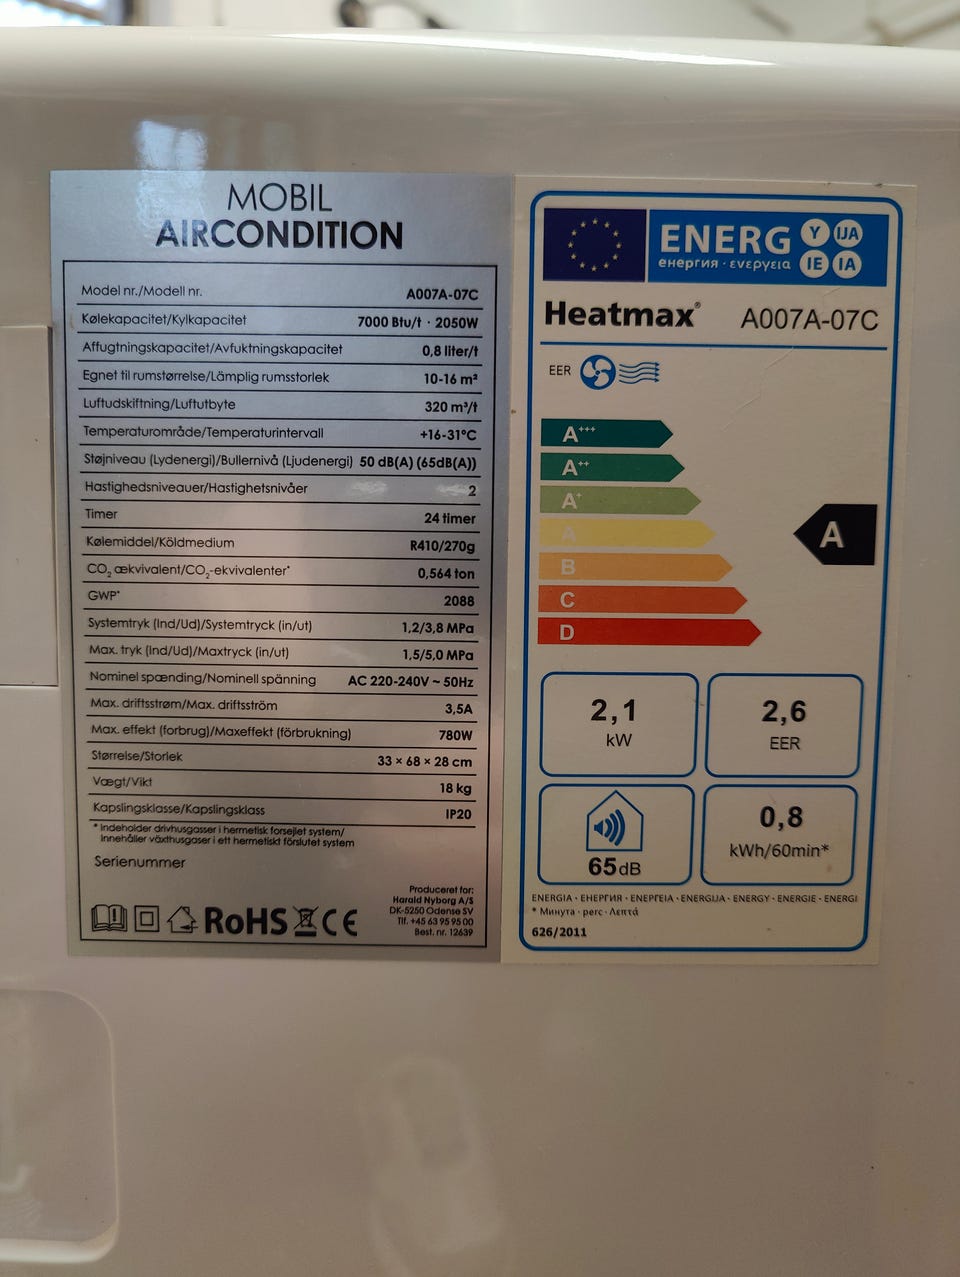 MOBIL
AIRCONDITION
Model nr./Modell nr. A007A-07C
Kølekapacitet/Kylkapacitet 7000 Btu/t · 2050W
Affugtningskapacitet/Avfuktningskapacitet 0,8 liter/t
Egnet til rumstørrelse/Lämplig rumsstorlek 10-16 m²
Luftudskiftning/Luftutbyte 320 m³/t
Temperaturområde/Temperaturintervall +16-31°C
Støjniveau (Lydenergi)/Bullernivå (Ljudenergi) 50 dB(A) (65dB(A))
Hastighedsniveauer/Hastighetsnivåer 2
Timer 24 timer
Kølemiddel/Köldmedium R410/270g
CO₂ ækvivalent/CO₂-ekvivalenter* 0,564 ton
GWP* 2088
Systemtryk (Ind/Ud)/Systemtryck (in/ut) 1,2/3,8 MPa
Max. tryk (Ind/Ud)/Maxtryck (in/ut) 1,5/5,0 MPa
Nominel spænding/Nominell spänning AC 220-240V ~ 50Hz
Max. driftsstrøm/Max. driftsström 3,5A
Max. effekt (forbrug)/Maxeffekt (förbrukning) 780W
Størrelse/Storlek 33 × 68 × 28 cm
Vægt/Vikt 18 kg
Kapslingsklasse/Kapslingsklass IP20
* Indeholder drivhusgasser i hermetisk forseglet system/
Innehåller växthusgaser i ett hermetiskt förslutet system
Serienummer
RoHS CE
Produceret for:
Harald Nyborg A/S
DK-5250 Odense SV
Tlf. +45 63 95 95 00
Best. nr. 12639
ENERG Y IJA
енергия · ενεργεια IE IA
Heatmax® A007A-07C
EER
A+++
A++
A+
A
B
C
D
A
2,1
kW
2,6
EER
65dB
0,8
kWh/60min*
ENERGIA · ЕНЕРГИЯ · ΕΝΕΡΓΕΙΑ · ENERGIJA · ENERGY · ENERGIE · ENERGI
* Минута · perc · Λεπτά
626/2011